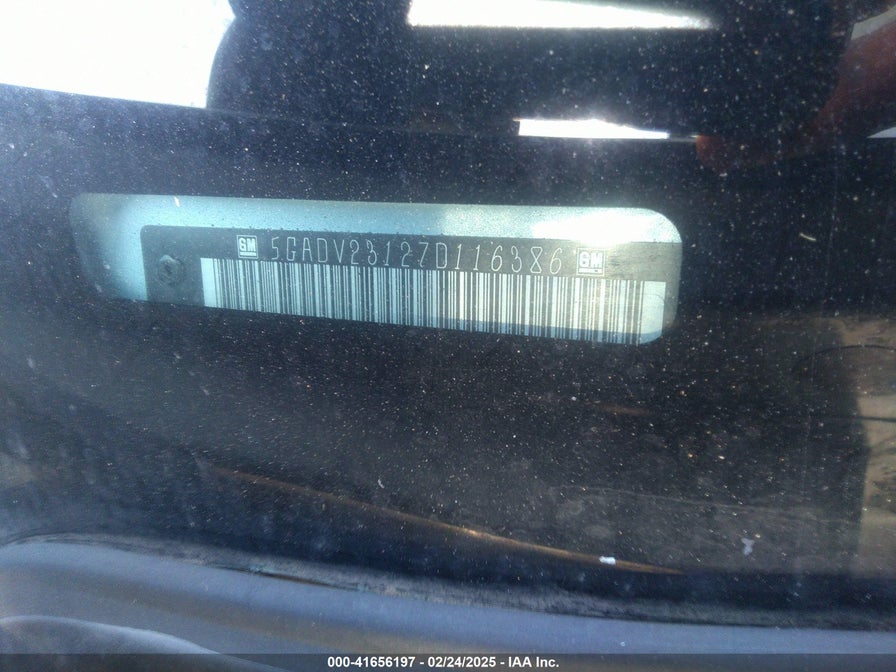 GM 5GADV23127D116386 GM
000-41656197 - 02/24/2025 - IAA Inc.